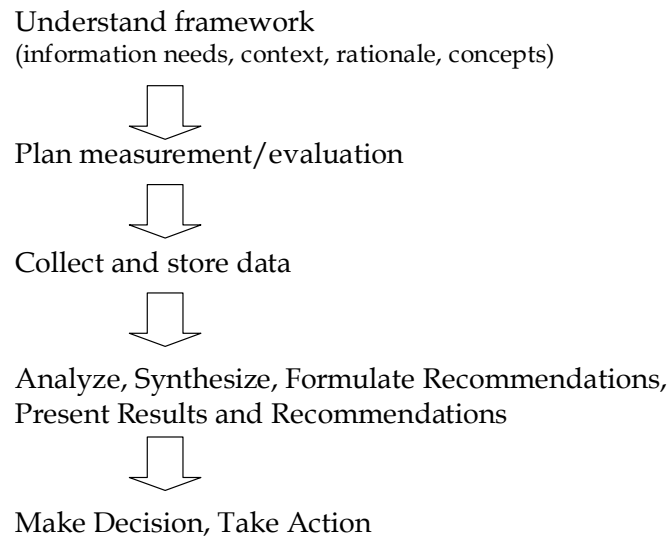 Understand framework
(information needs, context, rationale, concepts)
Plan measurement/evaluation
Collect and store data
Analyze, Synthesize, Formulate Recommendations,
Present Results and Recommendations
Make Decision, Take Action